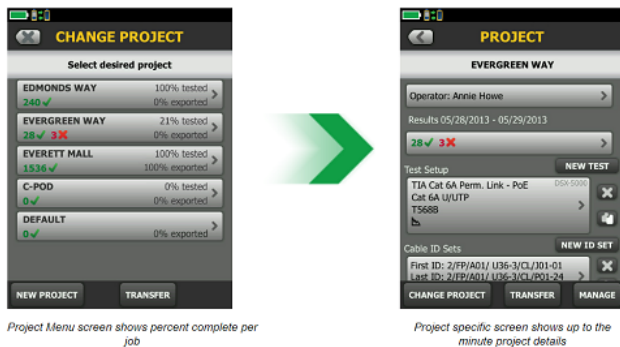 CHANGE PROJECT
Select desired project
EDMONDS WAY 100% tested
240✓ 0% exported
EVERGREEN WAY 21% tested
28✓ 3✗ 0% exported
EVERETT MALL 100% tested
1536✓ 100% exported
C-POD 0% tested
0✓ 0% exported
DEFAULT
0✓ 0% exported
NEW PROJECT TRANSFER
Project Menu screen shows percent complete per
job
PROJECT
EVERGREEN WAY
Operator: Annie Howe
Results 05/28/2013 - 05/29/2013
28✓ 3✗
Test Setup NEW TEST
TIA Cat 6A Perm. Link - PoE DSX-5000
Cat 6A U/UTP
T568B
Cable ID Sets NEW ID SET
First ID: 2/FP/A01/ U36-3/CL/J01-01
Last ID: 2/FP/A01/ U36-3/CL/P01-24
CHANGE PROJECT TRANSFER MANAGE
Project specific screen shows up to the
minute project details